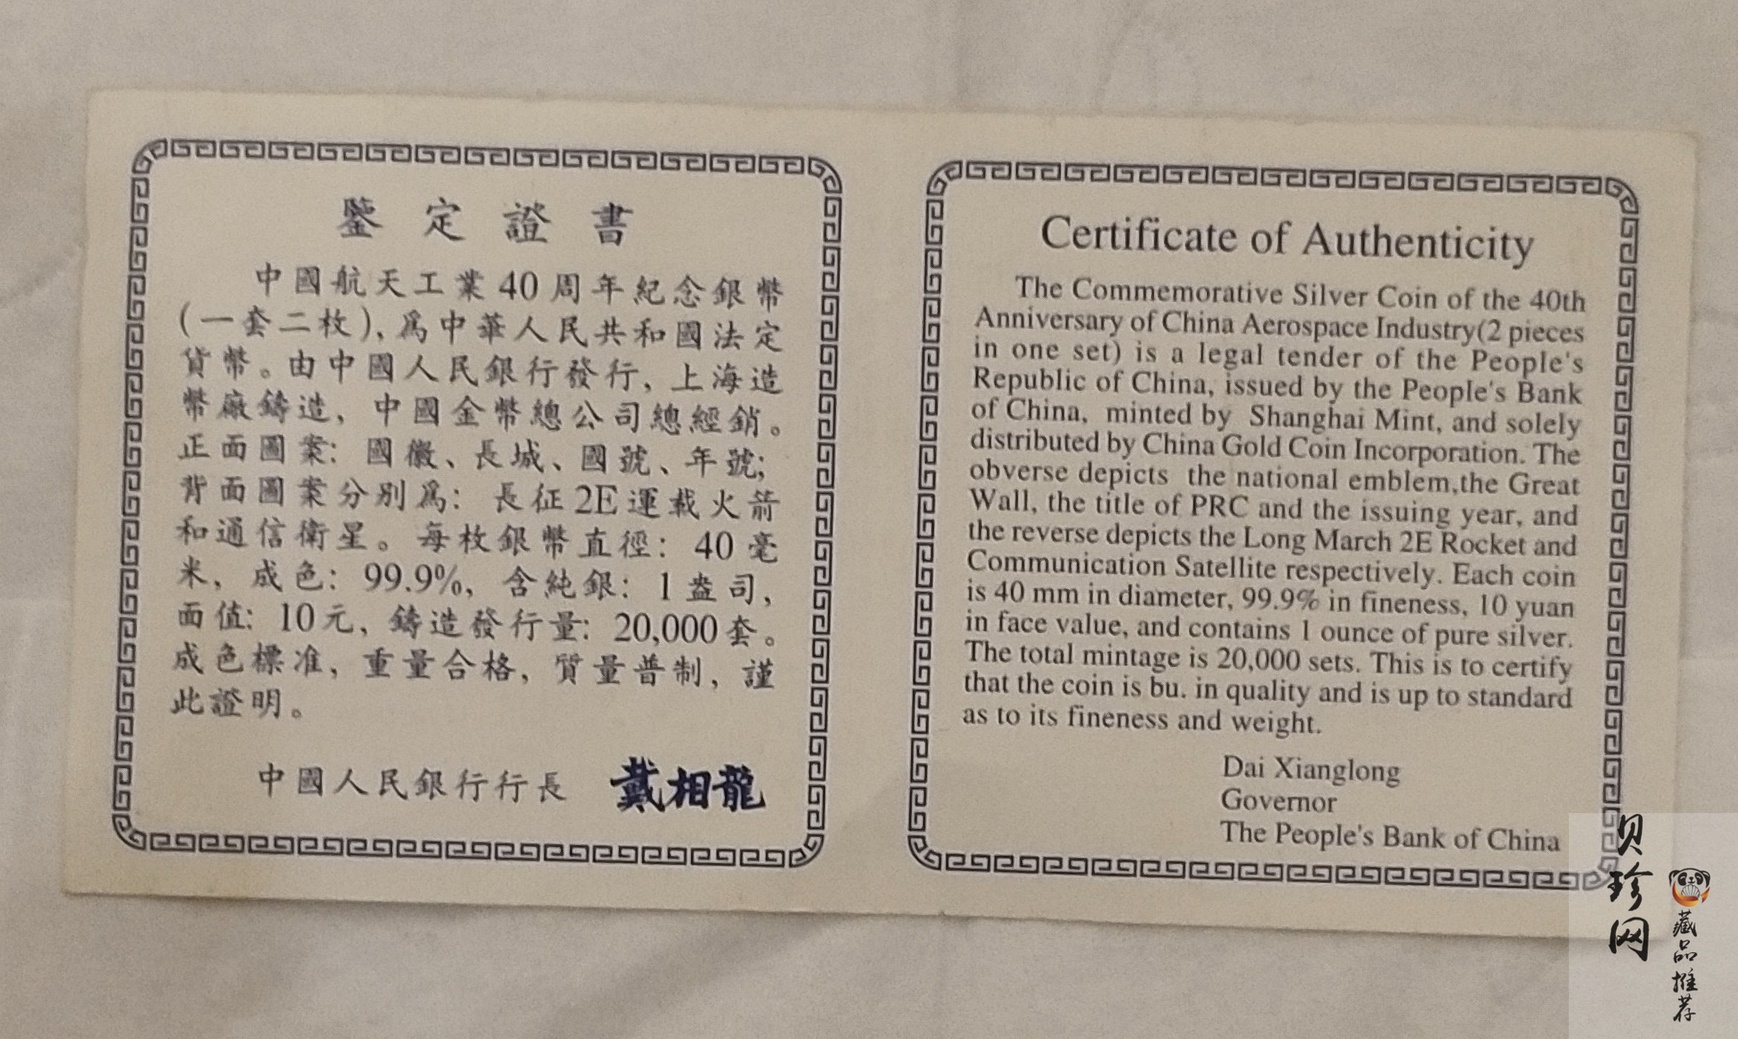 鑒定證書
中國航天工業40周年紀念銀幣
(一套二枚),爲中華人民共和國法定
貨幣。由中國人民銀行發行,上海造
幣廠鑄造,中國金幣總公司總經銷。
正面圖案:國徽、長城、國號、年號;
背面圖案分别爲:長征2E運載火箭
和通信衛星。每枚銀幣直徑:40毫
米,成色:99.9%,含純銀:1盎司,
面值:10元,鑄造發行量:20,000套。
成色標准,重量合格,質量普制,謹
此證明。
中國人民銀行行長 戴相龍
Certificate of Authenticity
The Commemorative Silver Coin of the 40th
Anniversary of China Aerospace Industry(2 pieces
in one set) is a legal tender of the People's
Republic of China, issued by the People's Bank
of China, minted by Shanghai Mint, and solely
distributed by China Gold Coin Incorporation. The
obverse depicts the national emblem,the Great
Wall, the title of PRC and the issuing year, and
the reverse depicts the Long March 2E Rocket and
Communication Satellite respectively. Each coin
is 40 mm in diameter, 99.9% in fineness, 10 yuan
in face value, and contains 1 ounce of pure silver.
The total mintage is 20,000 sets. This is to certify
that the coin is bu. in quality and is up to standard
as to its fineness and weight.
Dai Xianglong
Governor
The People's Bank of China
贝珍网
藏品推荐